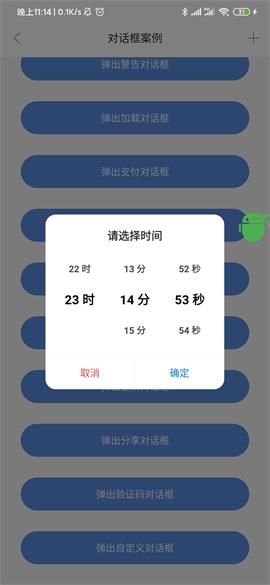 晚上11:14 | 0.1K/s
31
对话框案例
弹出警告对话框
弹出加载对话框
弹出支付对话框
请选择时间
22 时 13 分 52 秒
23 时 14 分 53 秒
15 分 54 秒
取消 确定
弹出分享对话框
弹出验证码对话框
弹出自定义对话框